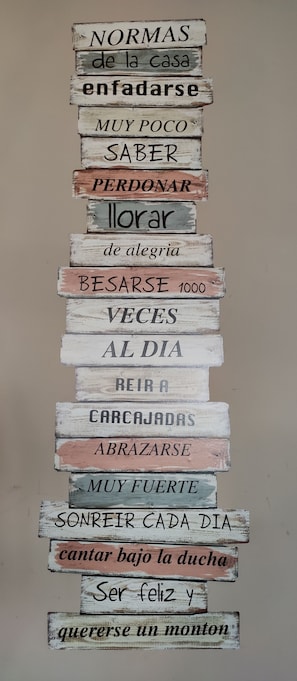 NORMAS
de la casa
enfadarse
MUY POCO
SABER
PERDONAR
llorar
de alegria
BESARSE 1000
VECES
AL DIA
REIR A
CARCAJADAS
ABRAZARSE
MUY FUERTE
SONREIR CADA DIA
cantar bajo la ducha
Ser feliz y
quererse un monton